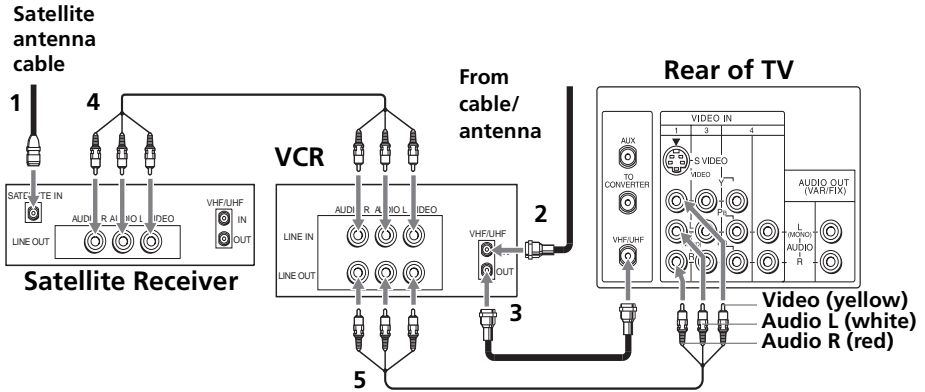 Satellite
antenna
cable
1
4
From
cable/
antenna
Rear of TV
VIDEO IN
1
3
4
AUX
S VIDEO
VIDEO
TO
CONVERTER
AUDIO OUT
(VAR/FIX)
Y
PB
L
(MONO)
AUDIO
R
VHF/UHF
L
R
VCR
AUDIO R AUDIO L VIDEO
LINE IN
VHF/UHF
LINE OUT
OUT
2
3
5
SATELLITE IN
AUDIO R AUDIO L VIDEO
VHF/UHF
IN
OUT
LINE OUT
Satellite Receiver
Video (yellow)
Audio L (white)
Audio R (red)